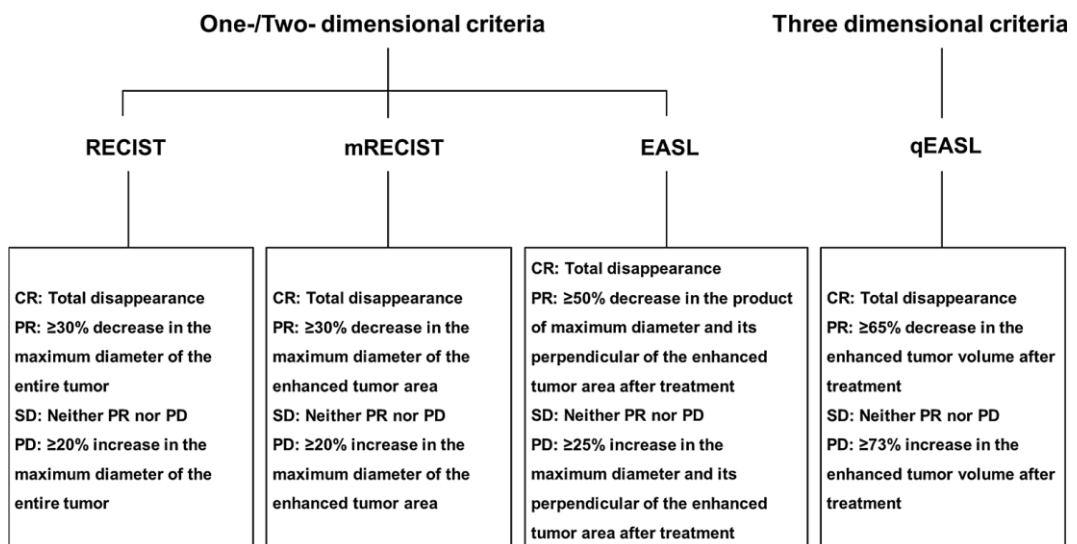 One-/Two- dimensional criteria
Three dimensional criteria
RECIST
mRECIST
EASL
qEASL
CR: Total disappearance
PR: ≥30% decrease in the
maximum diameter of the
entire tumor
SD: Neither PR nor PD
PD: ≥20% increase in the
maximum diameter of the
entire tumor
CR: Total disappearance
PR: ≥30% decrease in the
maximum diameter of the
enhanced tumor area
SD: Neither PR nor PD
PD: ≥20% increase in the
maximum diameter of the
enhanced tumor area
CR: Total disappearance
PR: ≥50% decrease in the product
of maximum diameter and its
perpendicular of the enhanced
tumor area after treatment
SD: Neither PR nor PD
PD: ≥25% increase in the
maximum diameter and its
perpendicular of the enhanced
tumor area after treatment
CR: Total disappearance
PR: ≥65% decrease in the
enhanced tumor volume after
treatment
SD: Neither PR nor PD
PD: ≥73% increase in the
enhanced tumor volume after
treatment